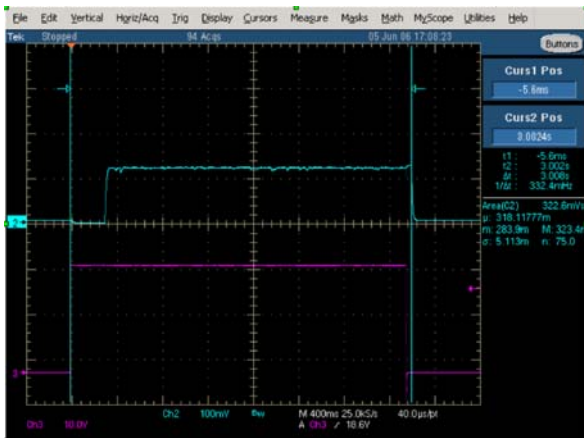 File Edit Vertical Horiz/Acq Trig Display Cursors Measure Masks Math MyScope Utilities Help
Tek Stopped 94 Acqs 05 Jun 06 17:08:23
Buttons
Curs1 Pos
-5.6ms
Curs2 Pos
3.0024s
t1 : -5.6ms
t2 : 3.002s
Δt : 3.008s
1/Δt : 332.4mHz
Area(C2) 322.6mVs
μ: 318.11777m
m: 283.9m M: 323.4m
σ: 5.113m n: 75.0
2
3
Ch2 100mV M 400ms 25.0kS/s 40.0µs/pt
Ch3 10.0V A Ch3 / 18.6V